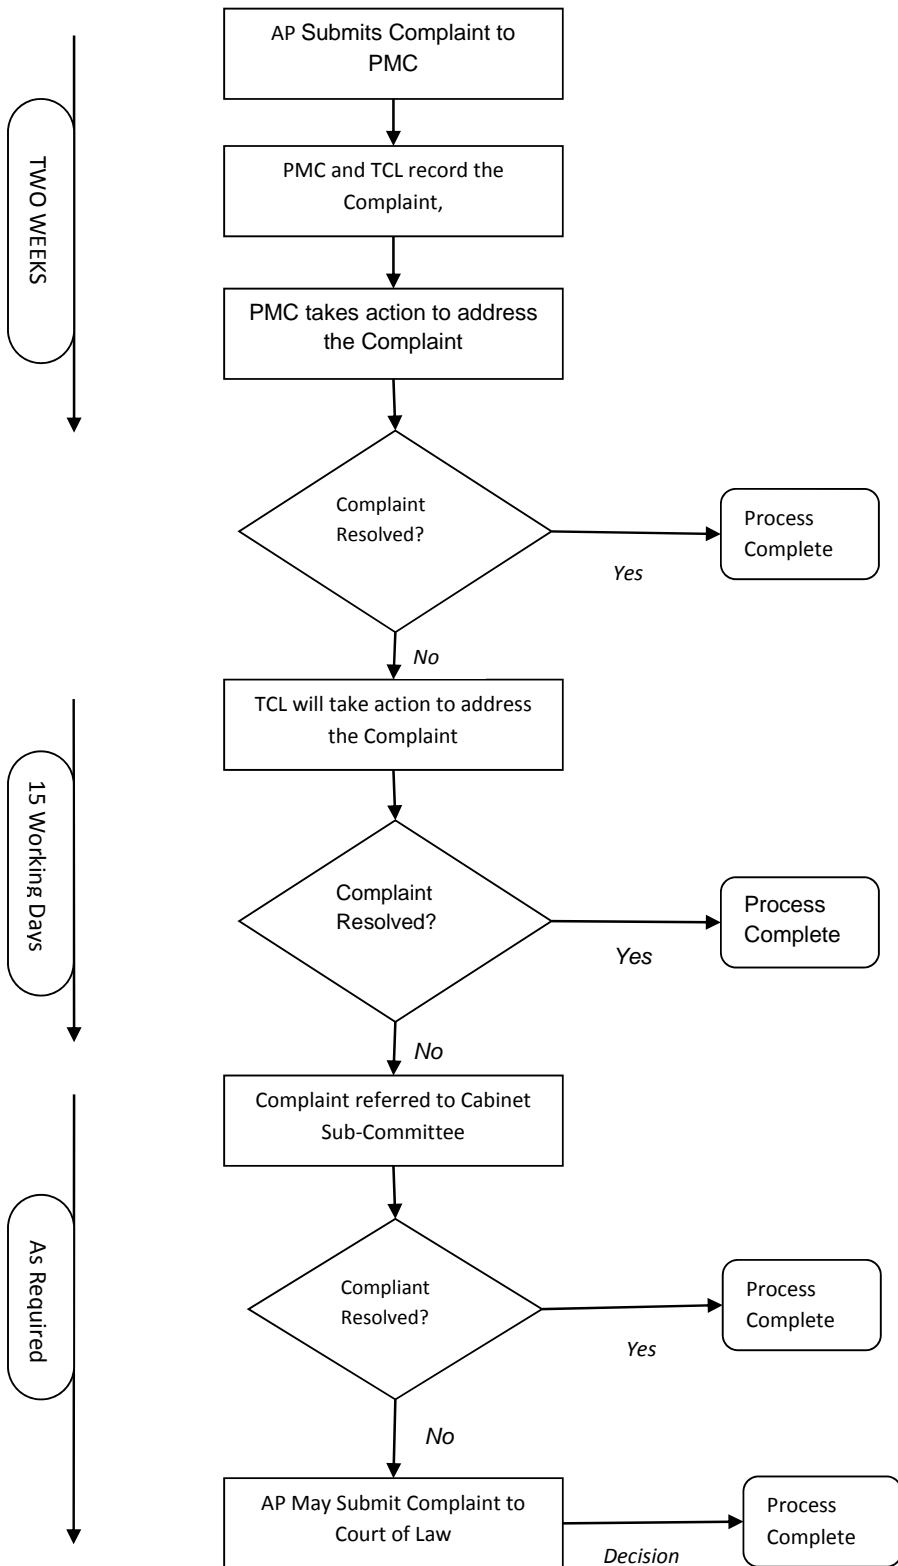 AP Submits Complaint to
PMC
TWO WEEKS
PMC and TCL record the
Complaint,
PMC takes action to address
the Complaint
Complaint
Resolved?
Process
Complete
Yes
No
TCL will take action to address
the Complaint
15 Working Days
Complaint
Resolved?
Process
Complete
Yes
No
Complaint referred to Cabinet
Sub-Committee
As Required
Compliant
Resolved?
Process
Complete
Yes
No
AP May Submit Complaint to
Court of Law
Process
Complete
Decision